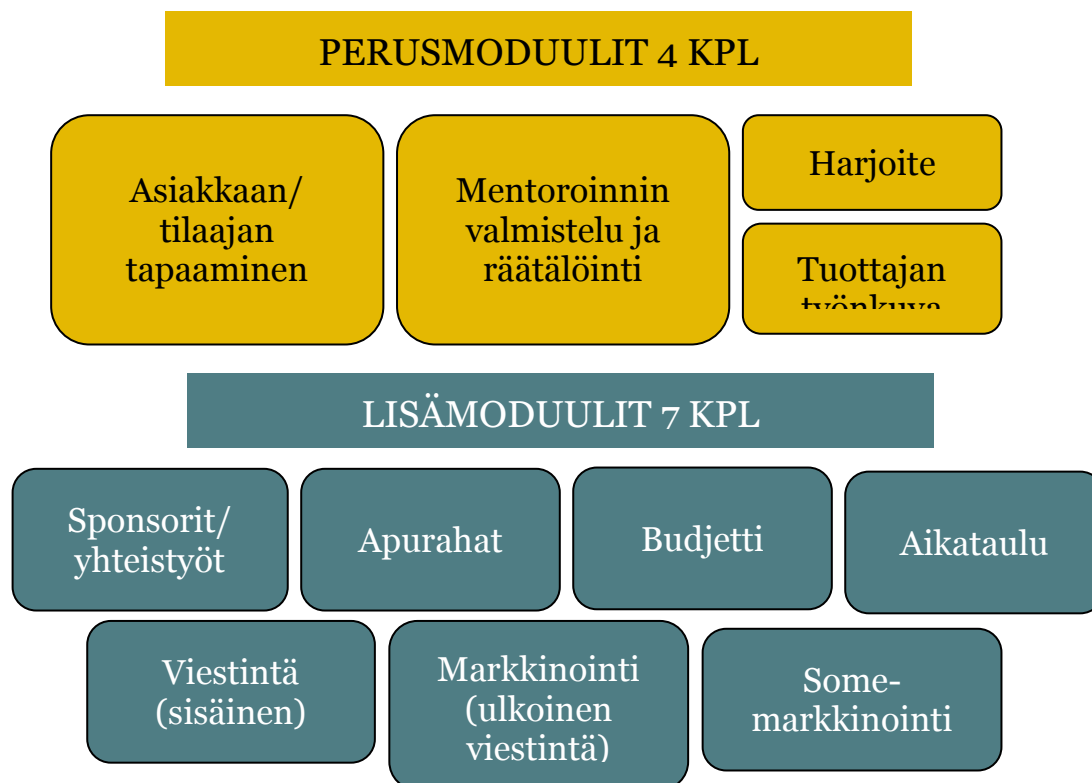 PERUSMODUULIT 4 KPL
Asiakkaan/
tilaajan
tapaaminen
Mentoroinnin
valmistelu ja
räätälöinti
Harjoite
Tuottajan
työnkuva
LISÄMODUULIT 7 KPL
Sponsorit/
yhteistyöt
Apurahat
Budjetti
Aikataulu
Viestintä
(sisäinen)
Markkinointi
(ulkoinen
viestintä)
Some-
markkinointi